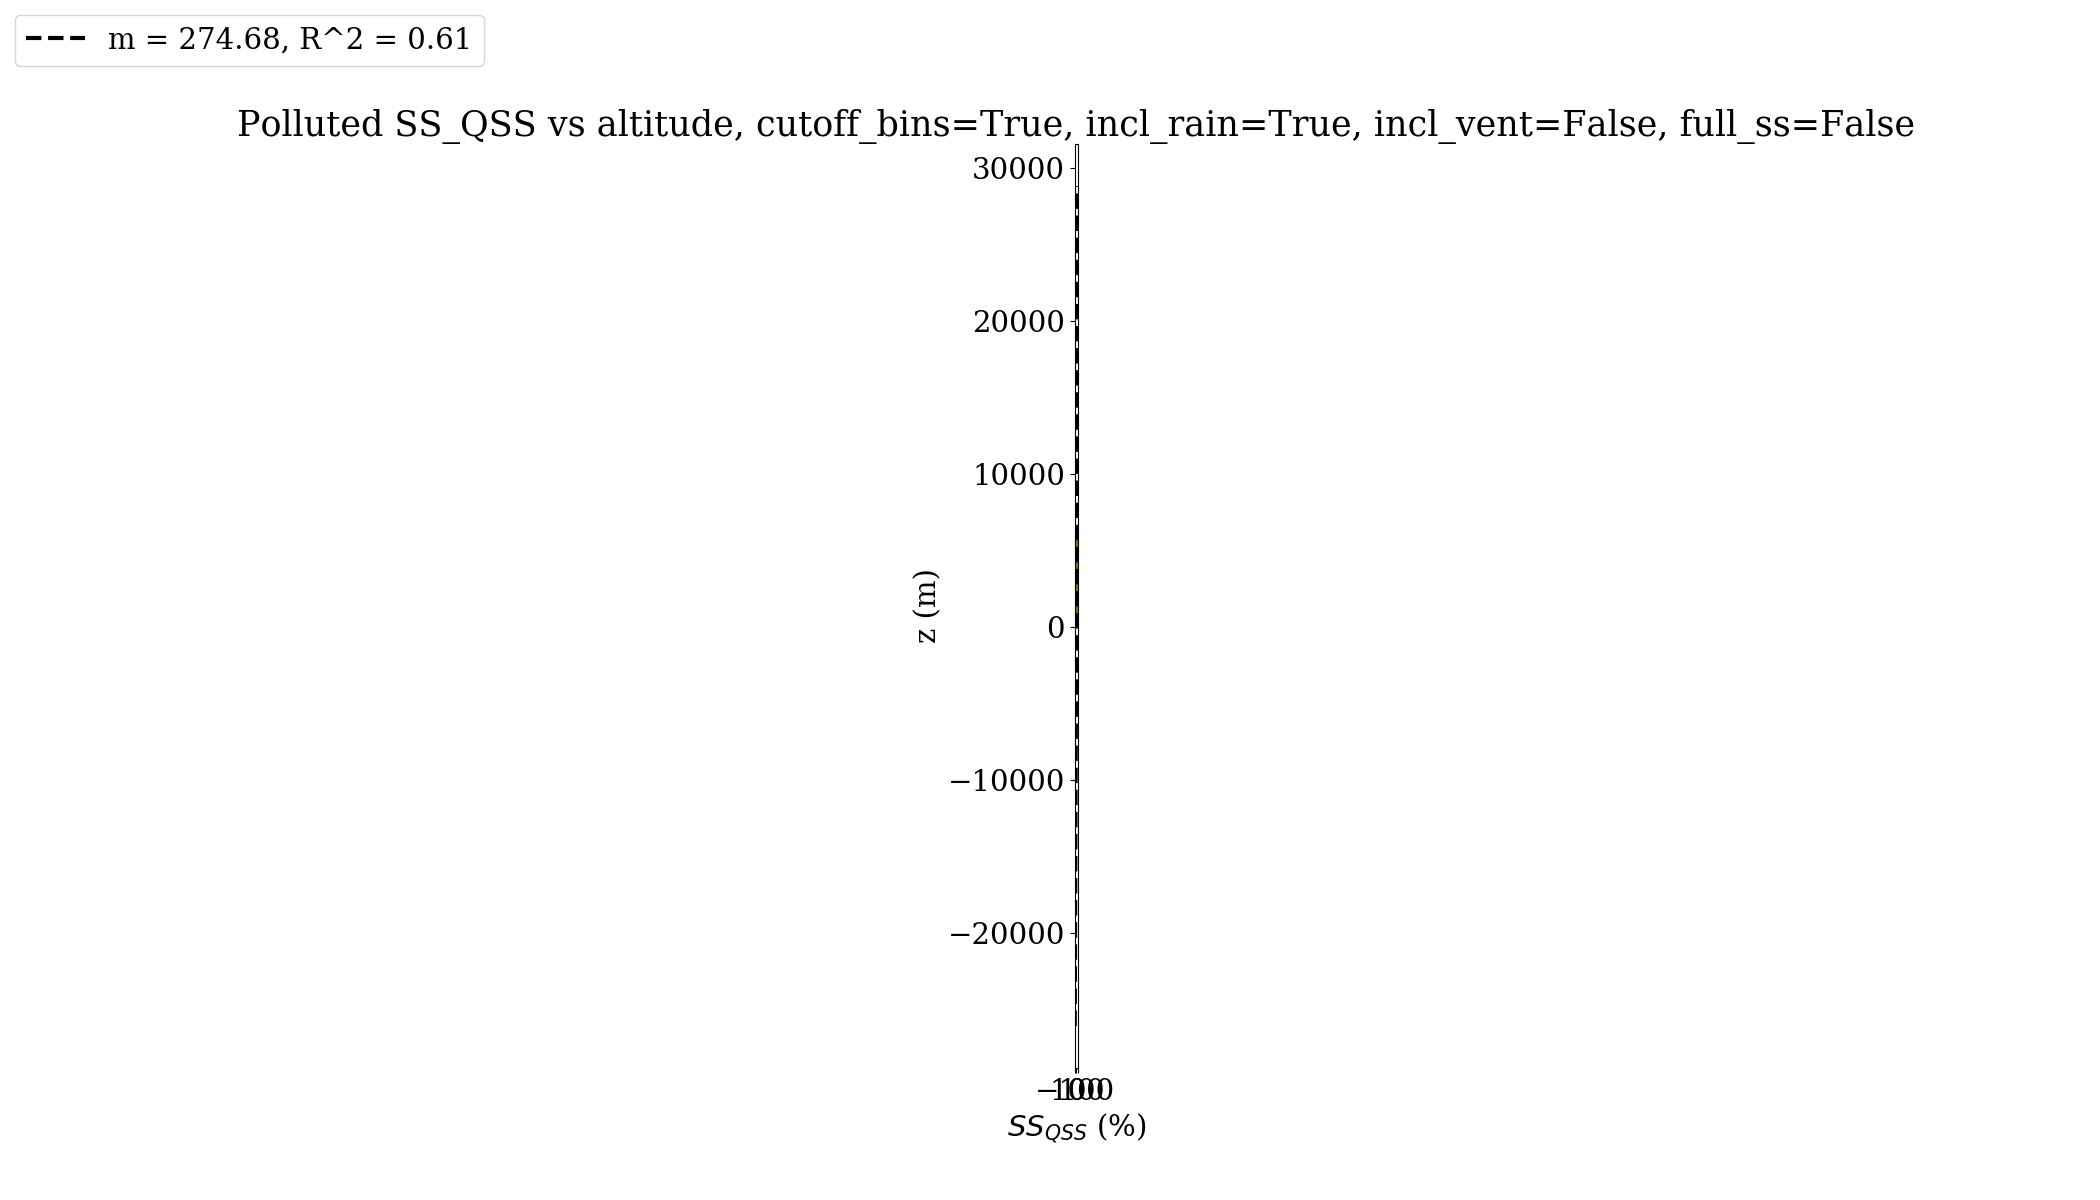 m = 274.68, R^2 = 0.61
Polluted SS_QSS vs altitude, cutoff_bins=True, incl_rain=True, incl_vent=False, full_ss=False
30000
20000
10000
0
−10000
−20000
z (m)
SS_QSS (%)